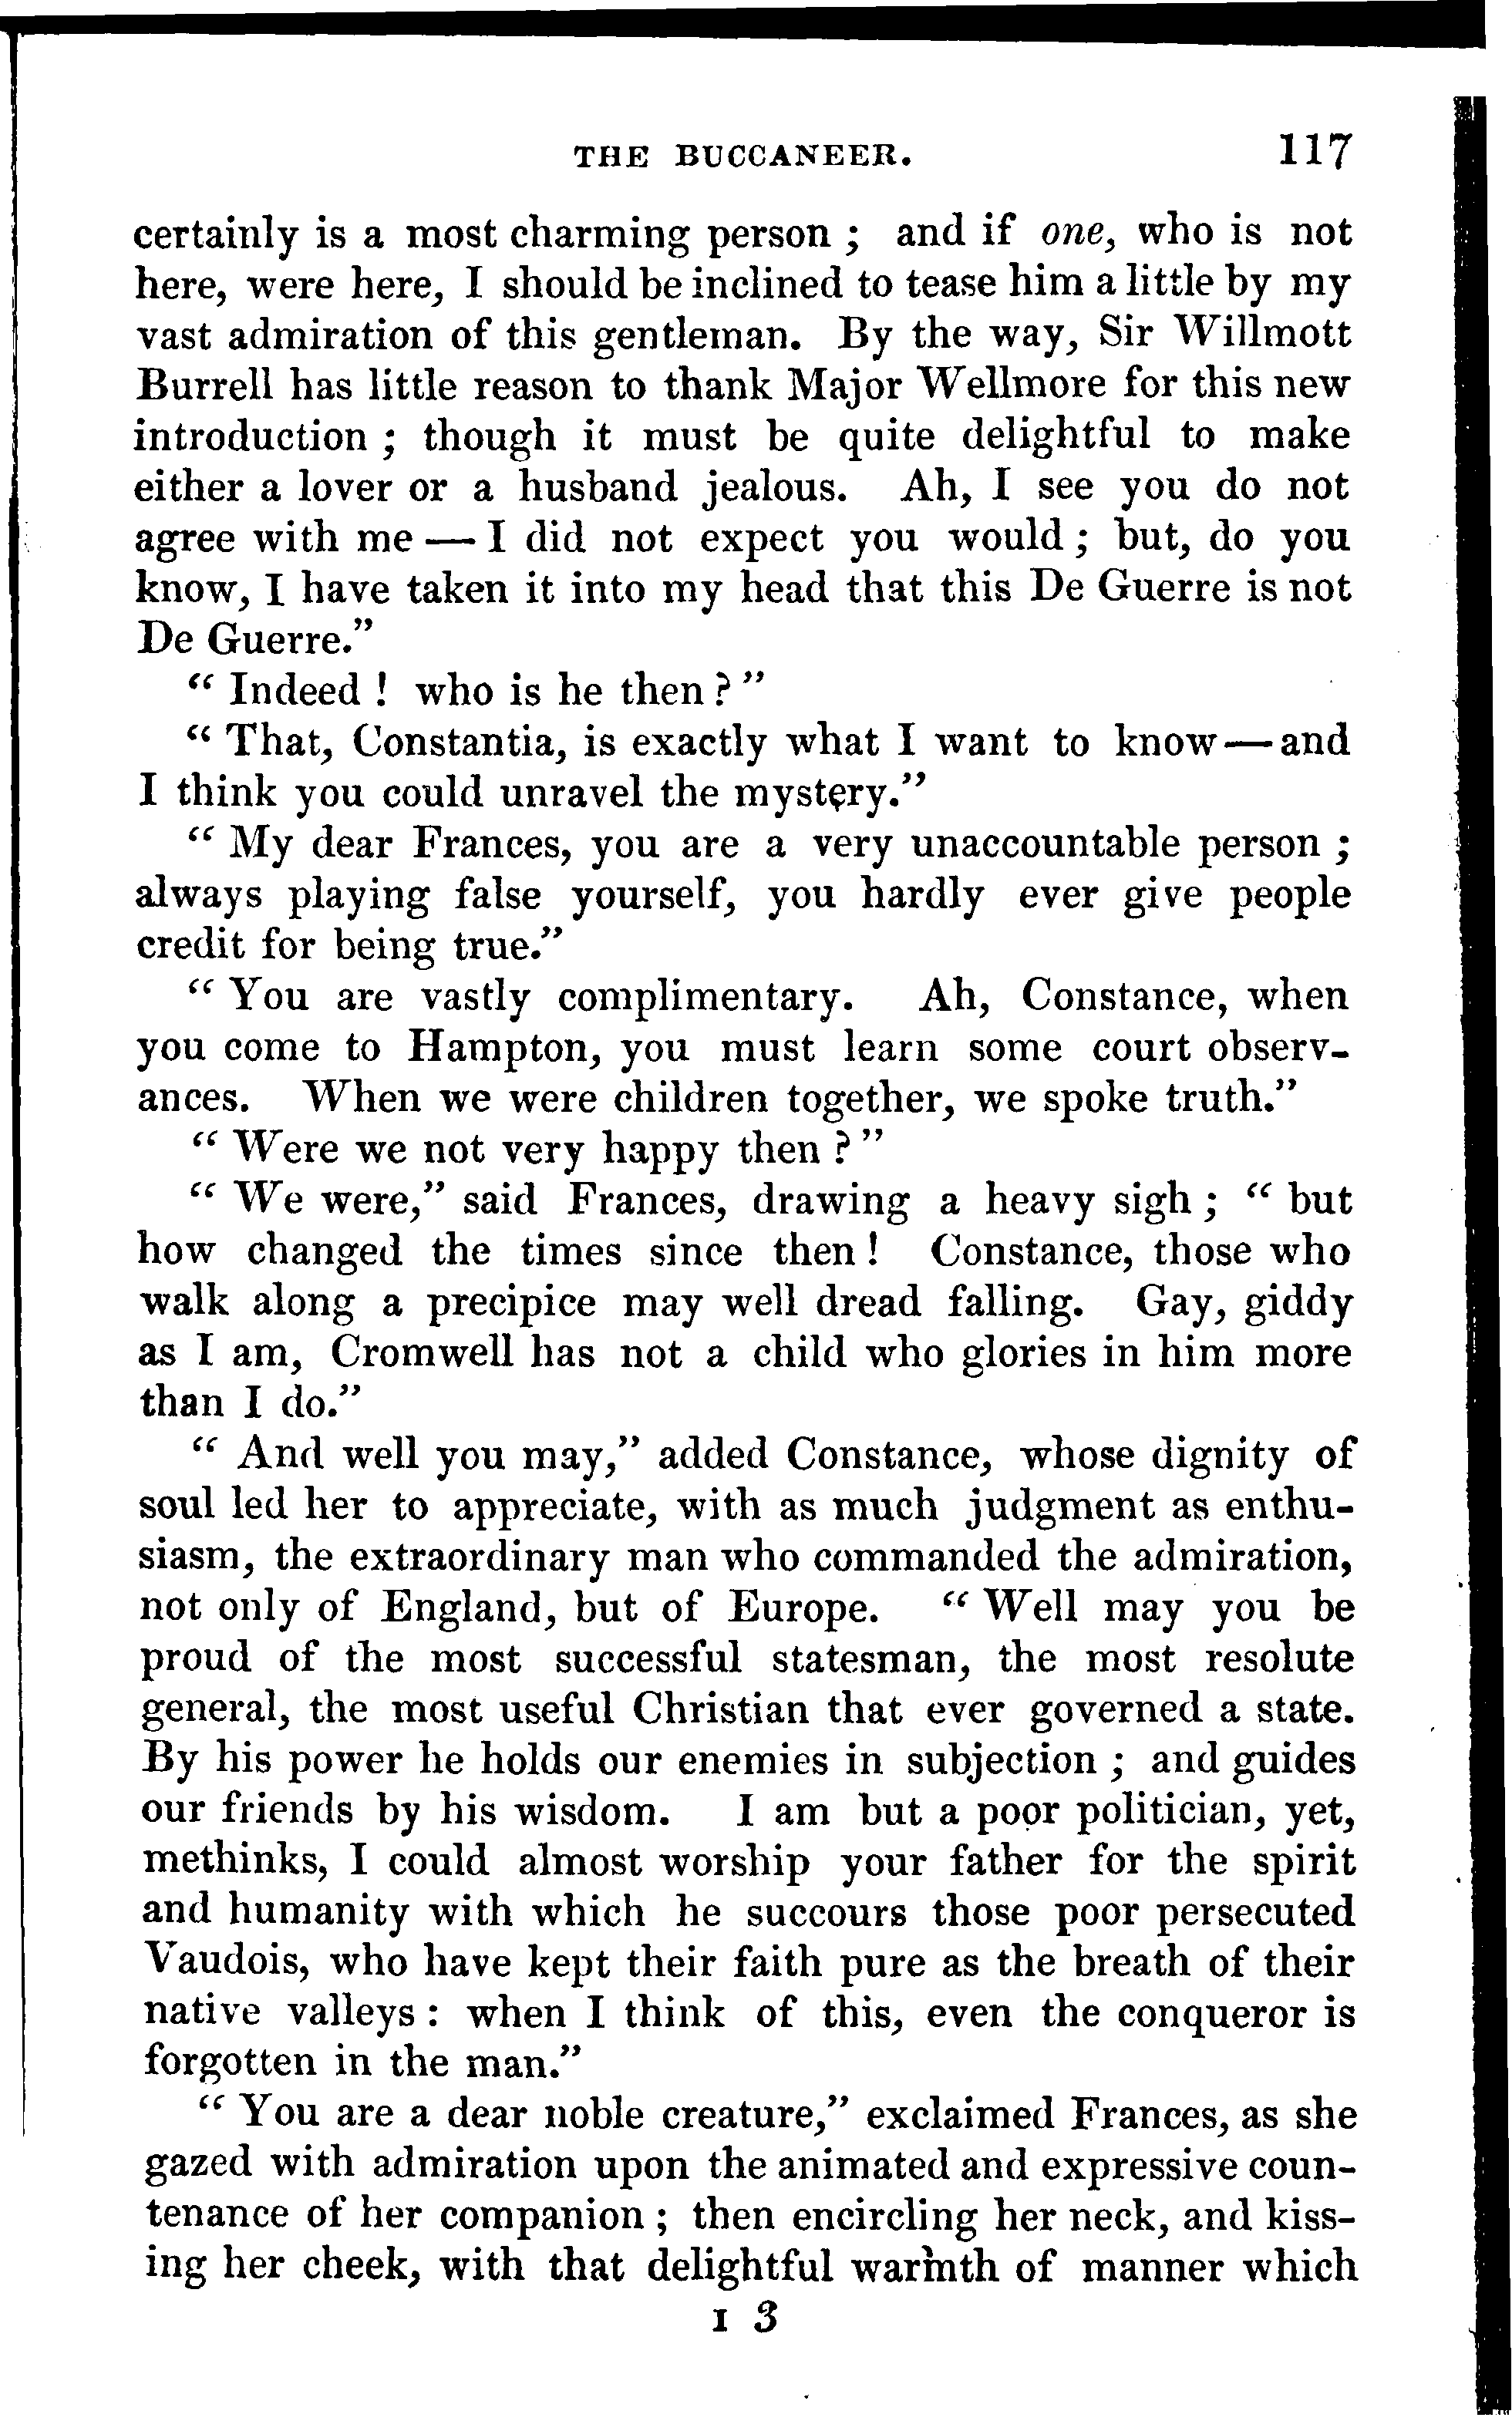 THE BUCCANEER. 117
certainly is a most charming person ; and if one, who is not
here, were here, I should be inclined to tease him a little by my
vast admiration of this gentleman. By the way, Sir Willmott
Burrell has little reason to thank Major Wellmore for this new
introduction ; though it must be quite delightful to make
either a lover or a husband jealous. Ah, I see you do not
agree with me — I did not expect you would ; but, do you
know, I have taken it into my head that this De Guerre is not
De Guerre."
" Indeed ! who is he then ? "
" That, Constantia, is exactly what I want to know — and
I think you could unravel the mystery."
" My dear Frances, you are a very unaccountable person ;
always playing false yourself, you hardly ever give people
credit for being true."
" You are vastly complimentary. Ah, Constance, when
you come to Hampton, you must learn some court observ-
ances. When we were children together, we spoke truth."
" Were we not very happy then ? "
" We were," said Frances, drawing a heavy sigh ; " but
how changed the times since then ! Constance, those who
walk along a precipice may well dread falling. Gay, giddy
as I am, Cromwell has not a child who glories in him more
than I do."
" And well you may," added Constance, whose dignity of
soul led her to appreciate, with as much judgment as enthu-
siasm, the extraordinary man who commanded the admiration,
not only of England, but of Europe. " Well may you be
proud of the most successful statesman, the most resolute
general, the most useful Christian that ever governed a state.
By his power he holds our enemies in subjection ; and guides
our friends by his wisdom. I am but a poor politician, yet,
methinks, I could almost worship your father for the spirit
and humanity with which he succours those poor persecuted
Vaudois, who have kept their faith pure as the breath of their
native valleys : when I think of this, even the conqueror is
forgotten in the man."
" You are a dear noble creature," exclaimed Frances, as she
gazed with admiration upon the animated and expressive coun-
tenance of her companion ; then encircling her neck, and kiss-
ing her cheek, with that delightful warmth of manner which
I 3